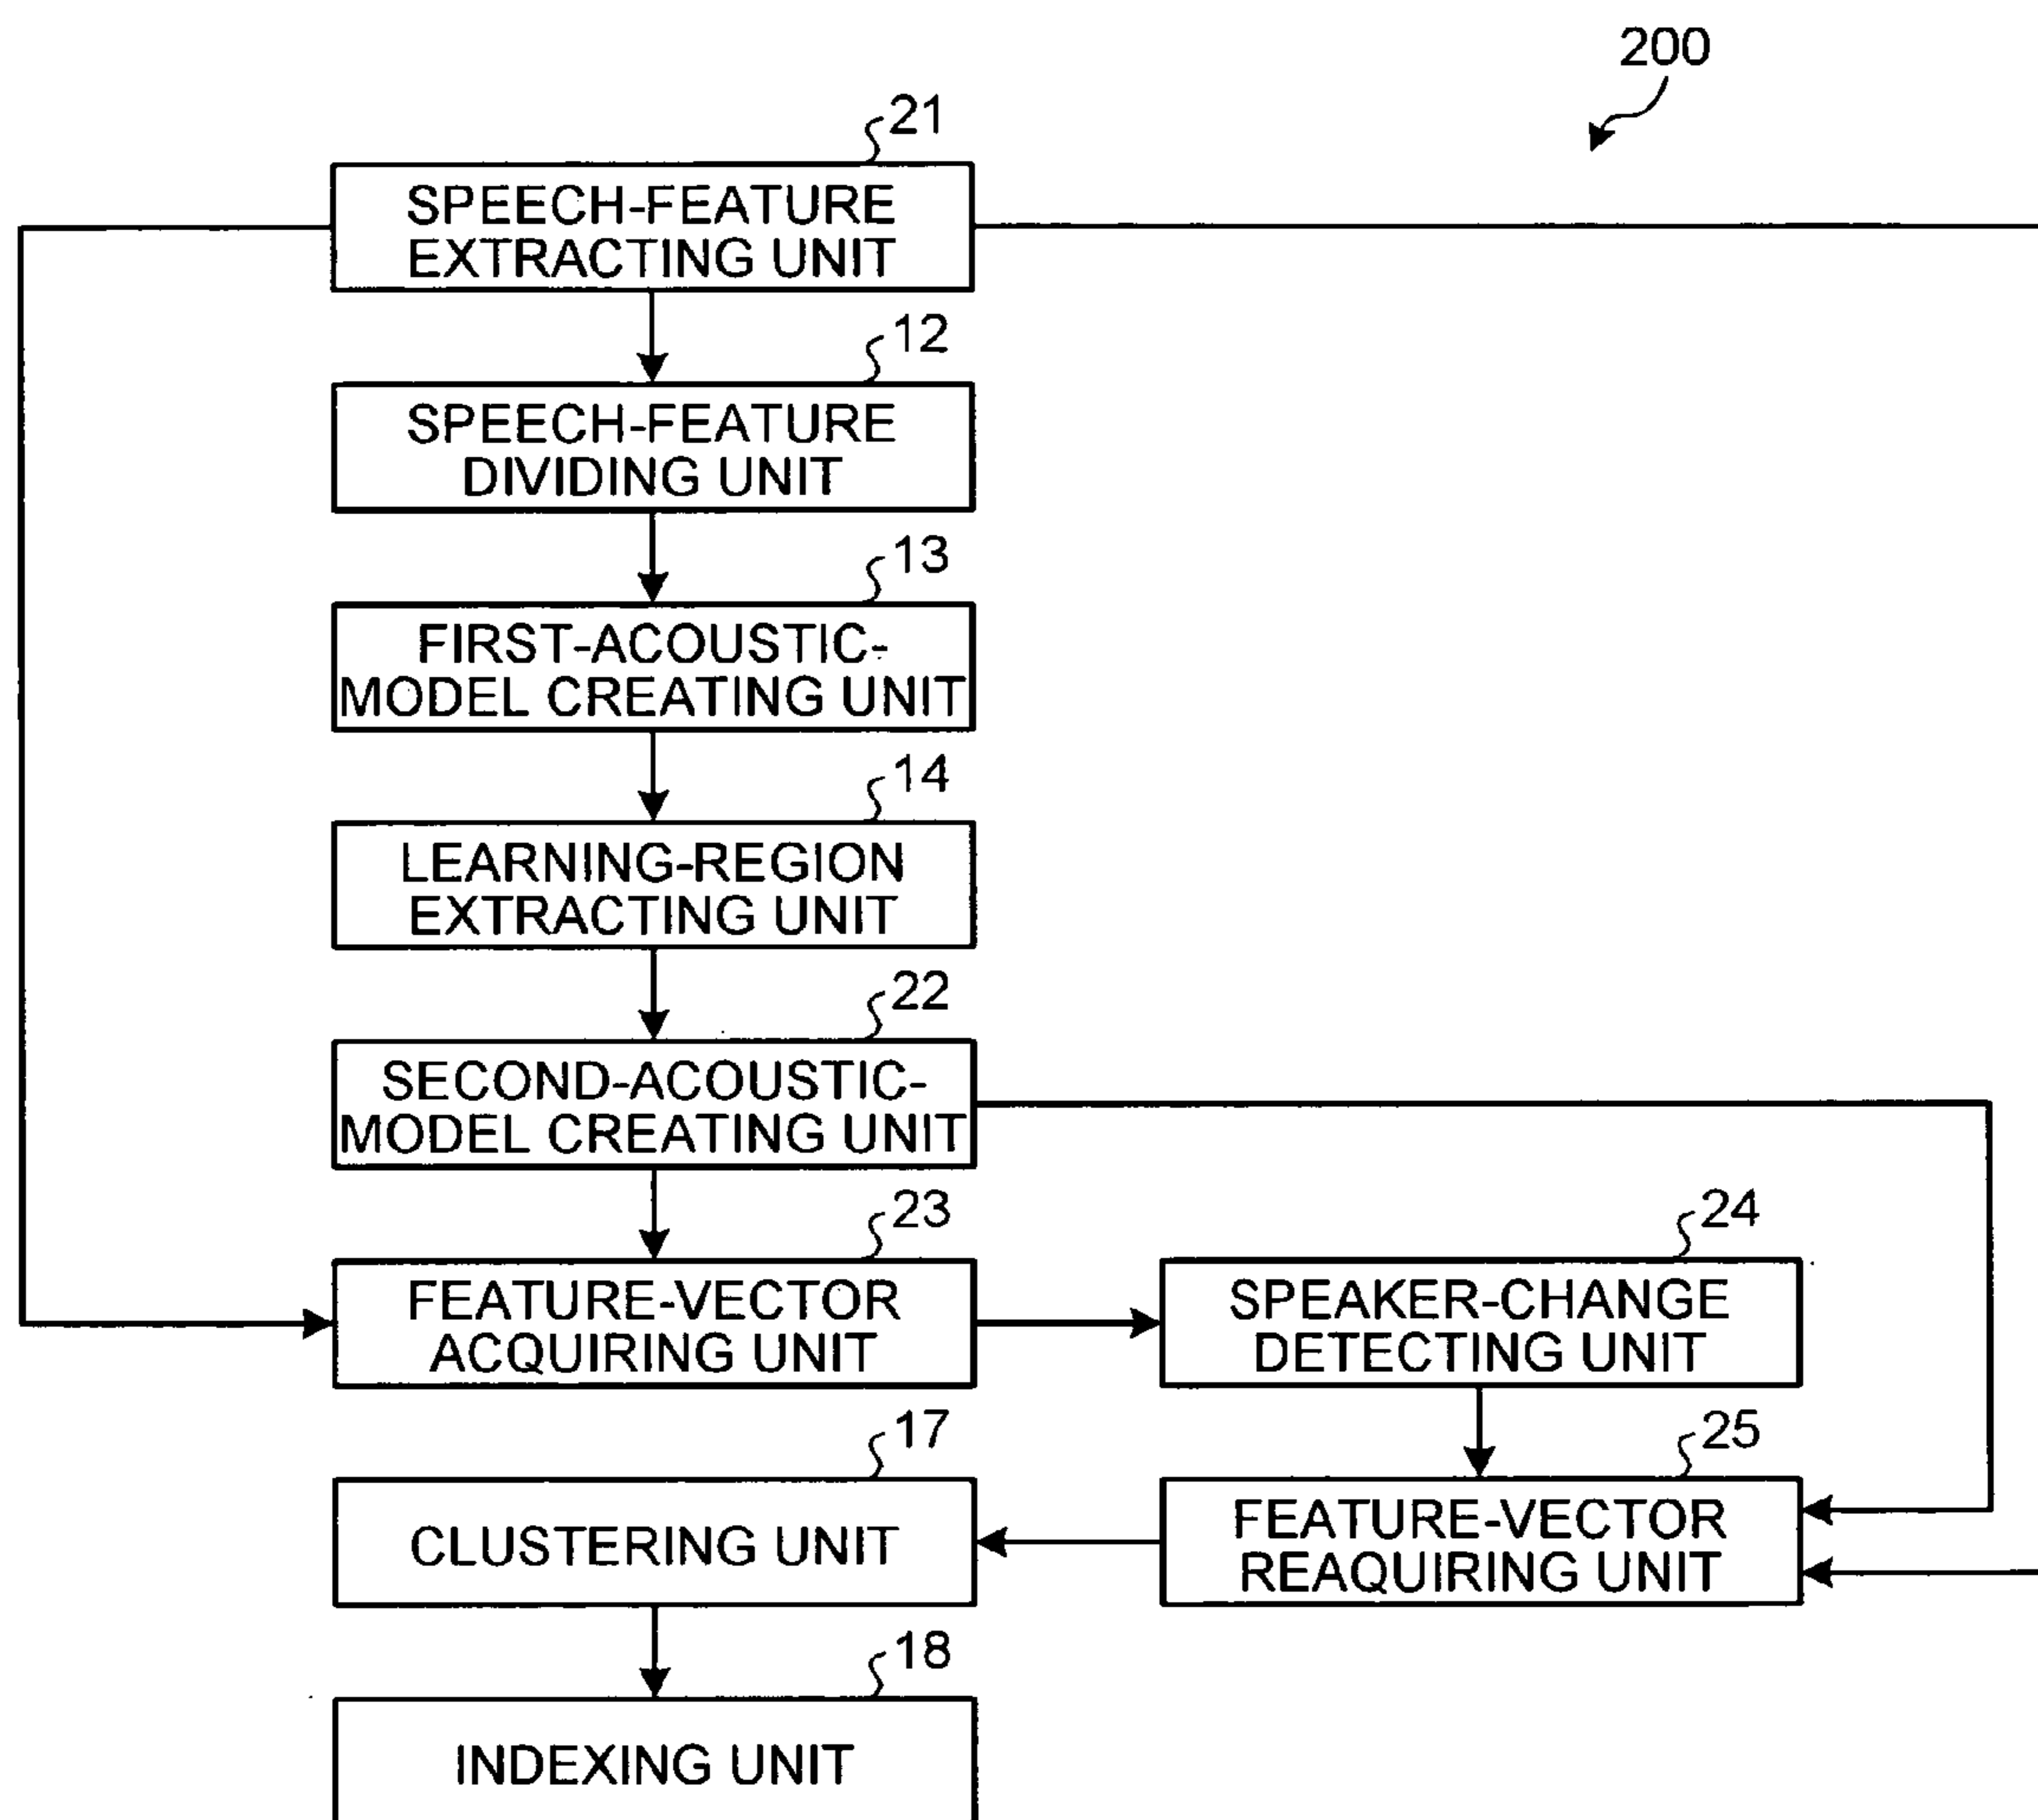 200
21
SPEECH-FEATURE
EXTRACTING UNIT
12
SPEECH-FEATURE
DIVIDING UNIT
13
FIRST-ACOUSTIC-
MODEL CREATING UNIT
14
LEARNING-REGION
EXTRACTING UNIT
22
SECOND-ACOUSTIC-
MODEL CREATING UNIT
23
FEATURE-VECTOR
ACQUIRING UNIT
24
SPEAKER-CHANGE
DETECTING UNIT
17
CLUSTERING UNIT
25
FEATURE-VECTOR
REAQUIRING UNIT
18
INDEXING UNIT